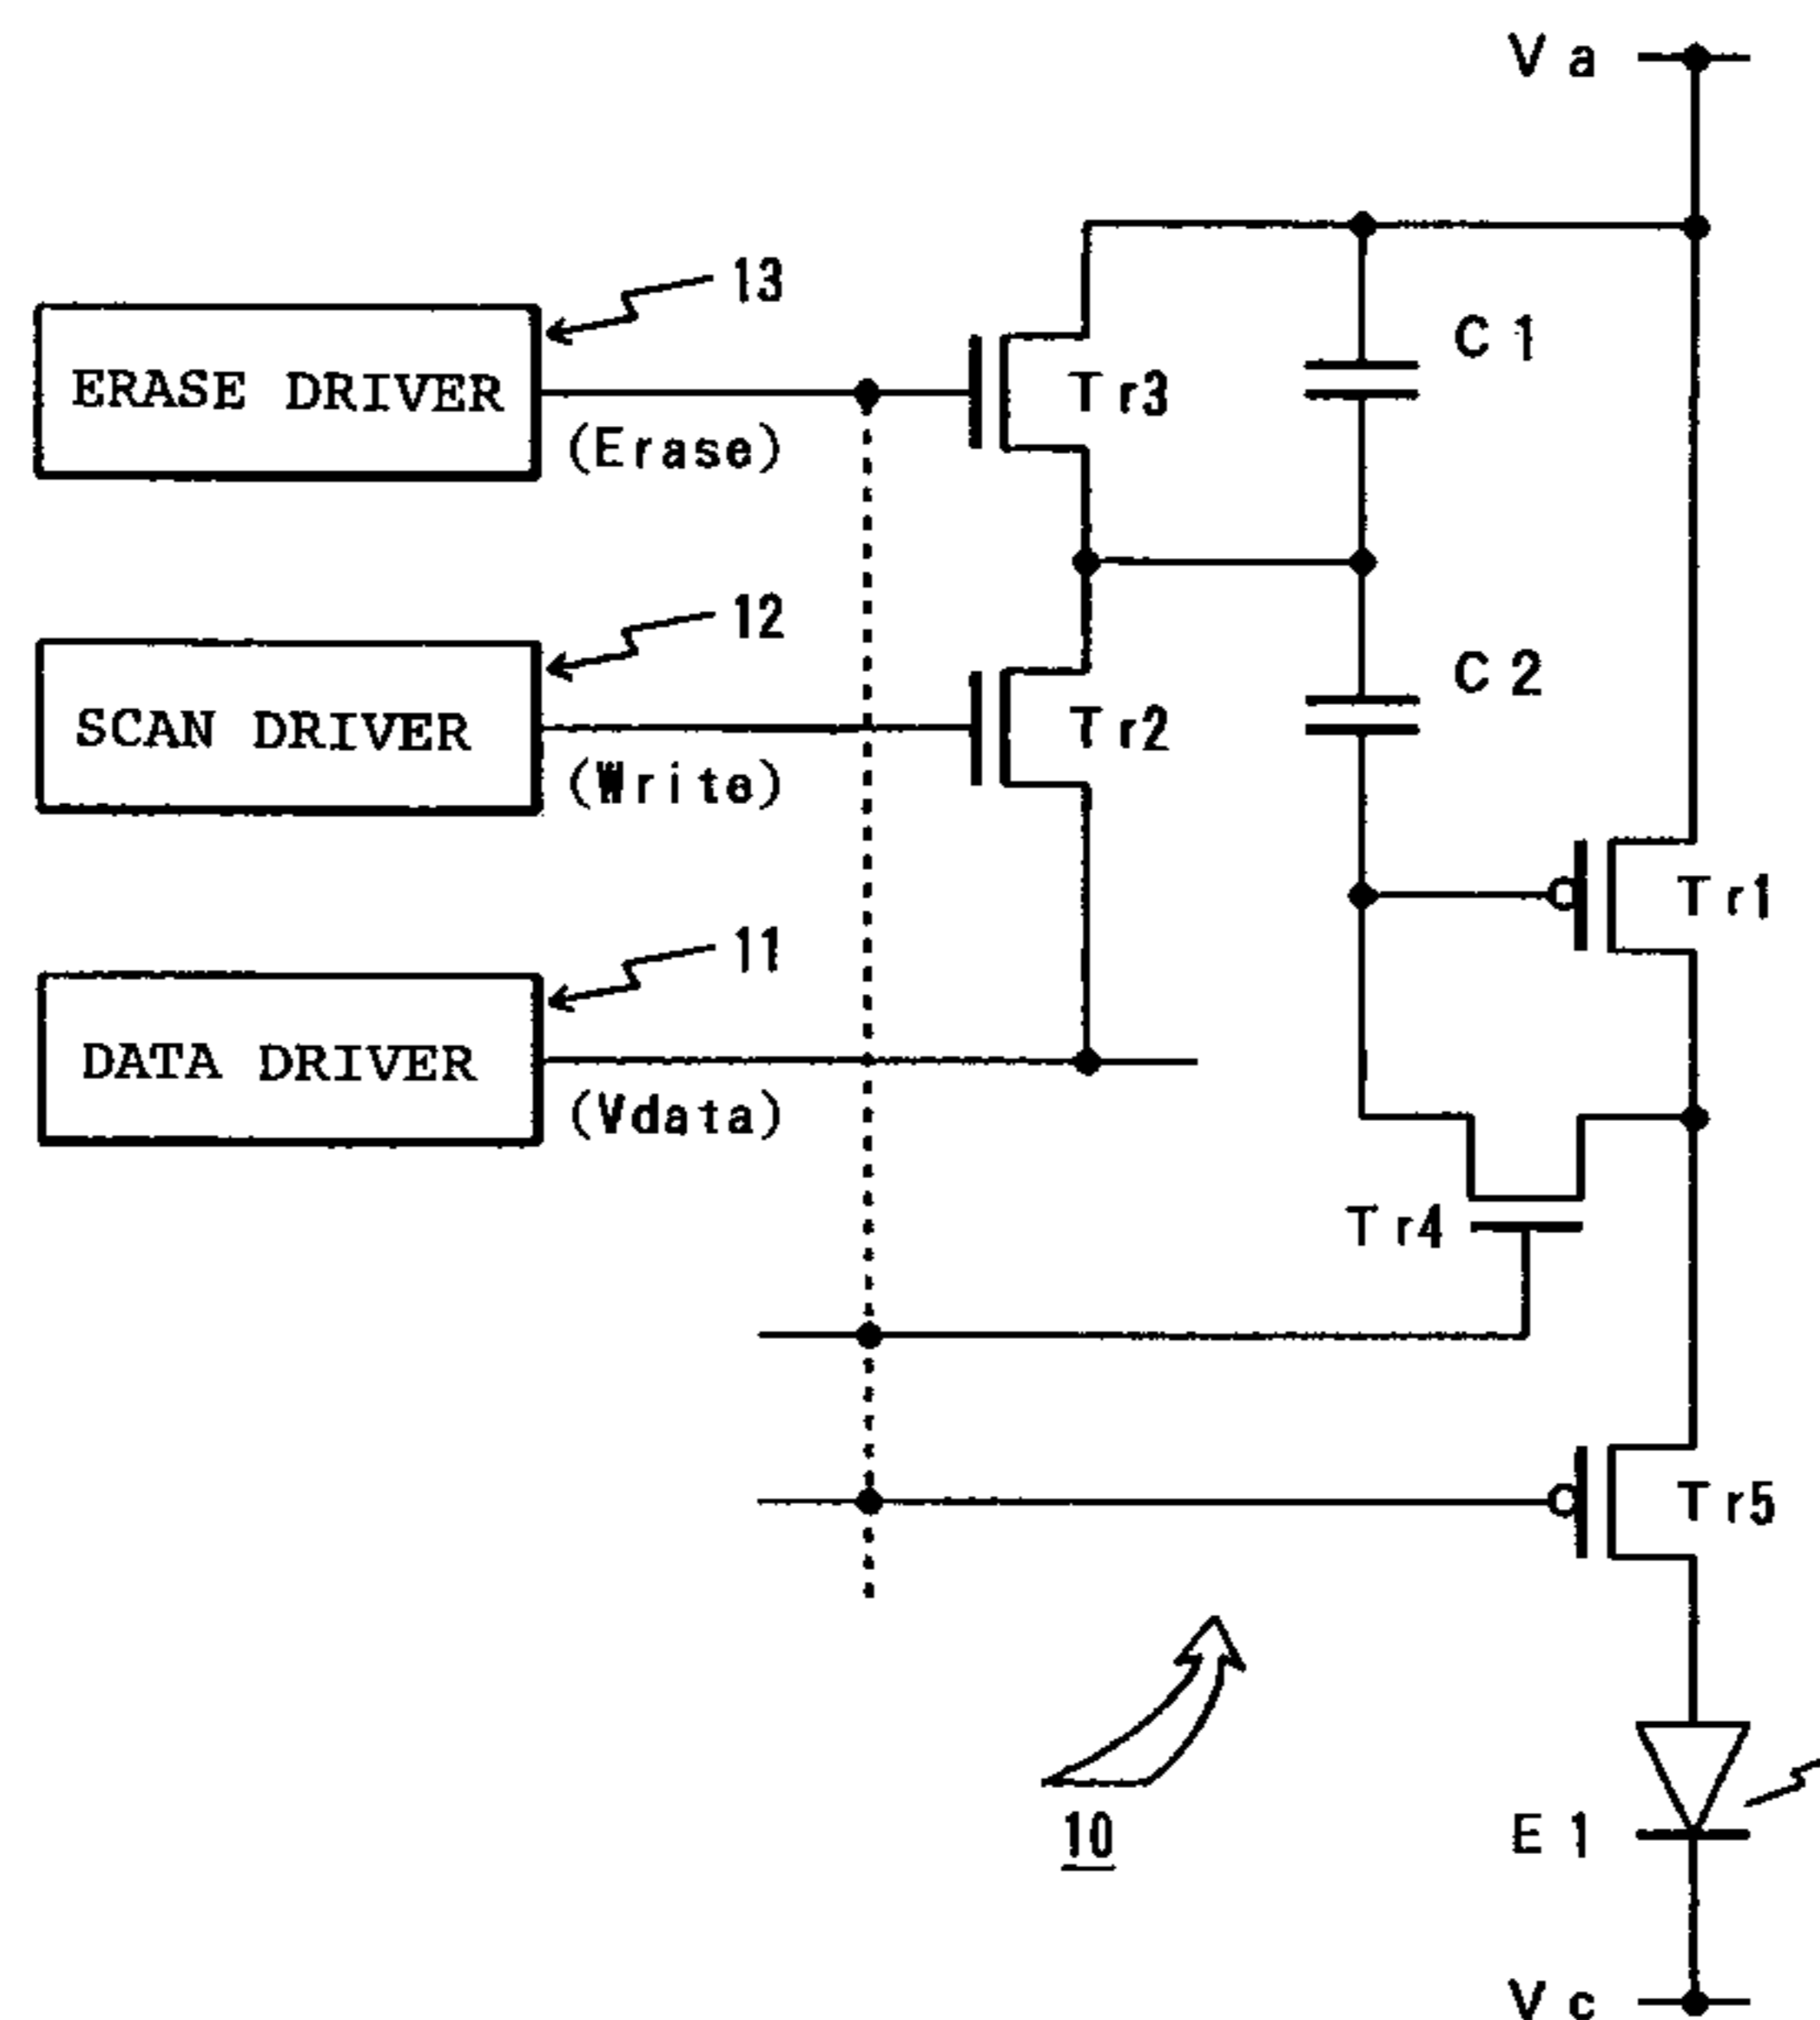 Va
13
C1
ERASE DRIVER
Tr3
(Erase)
12
C2
SCAN DRIVER
Tr2
(Write)
Tr1
11
DATA DRIVER
(Vdata)
Tr4
Tr5
10
E1
Vc